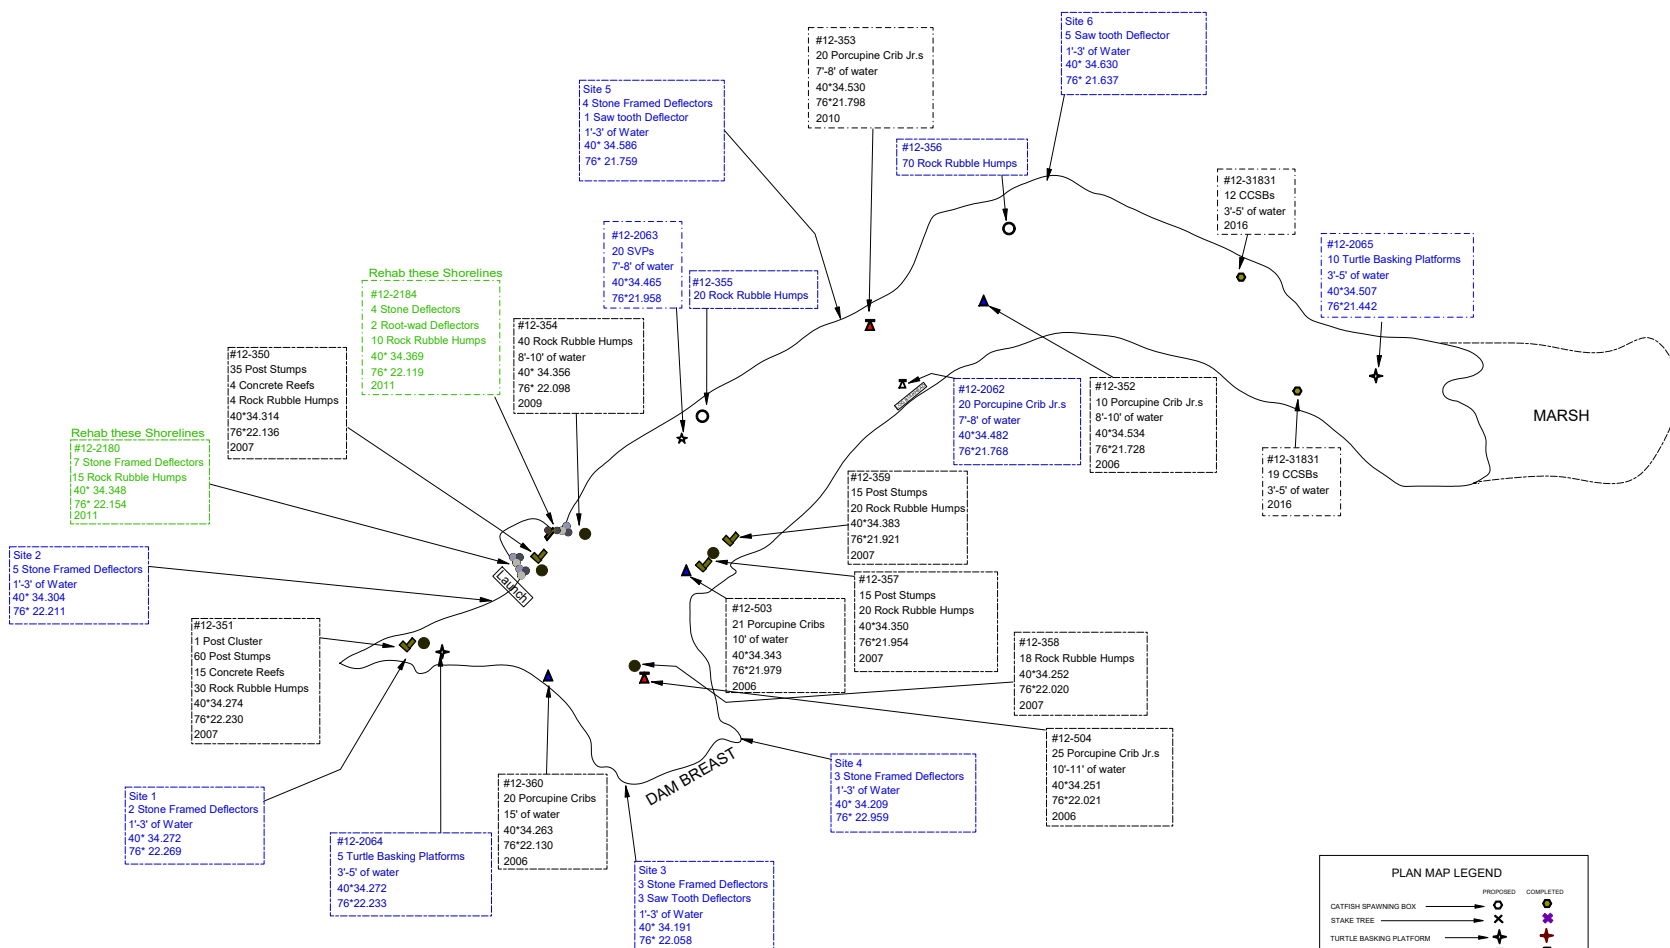 Site 6
5 Saw tooth Deflector
1'-3' of Water
40* 34.630
76* 21.637
#12-353
20 Porcupine Crib Jr.s
7'-8' of water
40*34.530
76*21.798
2010
Site 5
4 Stone Framed Deflectors
1 Saw tooth Deflector
1'-3' of Water
40* 34.586
76* 21.759
#12-356
70 Rock Rubble Humps
#12-31831
12 CCSBs
3'-5' of water
2016
#12-2065
10 Turtle Basking Platforms
3'-5' of water
40*34.507
76*21.442
#12-2063
20 SVPs
7'-8' of water
40*34.465
76*21.958
#12-355
20 Rock Rubble Humps
Rehab these Shorelines
#12-2184
4 Stone Deflectors
2 Root-wad Deflectors
10 Rock Rubble Humps
40* 34.369
76* 22.119
2011
#12-354
40 Rock Rubble Humps
8'-10' of water
40* 34.356
76* 22.098
2009
#12-350
35 Post Stumps
4 Concrete Reefs
4 Rock Rubble Humps
40*34.314
76*22.136
2007
#12-2062
20 Porcupine Crib Jr.s
7'-8' of water
40*34.482
76*21.768
#12-352
10 Porcupine Crib Jr.s
8'-10' of water
40*34.534
76*21.728
2006
MARSH
Rehab these Shorelines
#12-2180
7 Stone Framed Deflectors
15 Rock Rubble Humps
40* 34.348
76* 22.154
2011
#12-31831
19 CCSBs
3'-5' of water
2016
#12-359
15 Post Stumps
20 Rock Rubble Humps
40*34.383
76*21.921
2007
Site 2
5 Stone Framed Deflectors
1'-3' of Water
40* 34.304
76* 22.211
Launch
#12-357
15 Post Stumps
20 Rock Rubble Humps
40*34.350
76*21.954
2007
#12-503
21 Porcupine Cribs
10' of water
40*34.343
76*21.979
2006
#12-351
1 Post Cluster
60 Post Stumps
15 Concrete Reefs
30 Rock Rubble Humps
40*34.274
76*22.230
2007
#12-358
18 Rock Rubble Humps
40*34.252
76*22.020
2007
#12-504
25 Porcupine Crib Jr.s
10'-11' of water
40*34.251
76*22.021
2006
DAM BREAST
Site 4
3 Stone Framed Deflectors
1'-3' of Water
40* 34.209
76* 22.959
#12-360
20 Porcupine Cribs
15' of water
40*34.263
76*22.130
2006
Site 1
2 Stone Framed Deflectors
1'-3' of Water
40* 34.272
76* 22.269
#12-2064
5 Turtle Basking Platforms
3'-5' of water
40*34.272
76*22.233
Site 3
3 Stone Framed Deflectors
3 Saw Tooth Deflectors
1'-3' of Water
40* 34.191
76* 22.058
PLAN MAP LEGEND
PROPOSED COMPLETED
CATFISH SPAWNING BOX
STAKE TREE
TURTLE BASKING PLATFORM